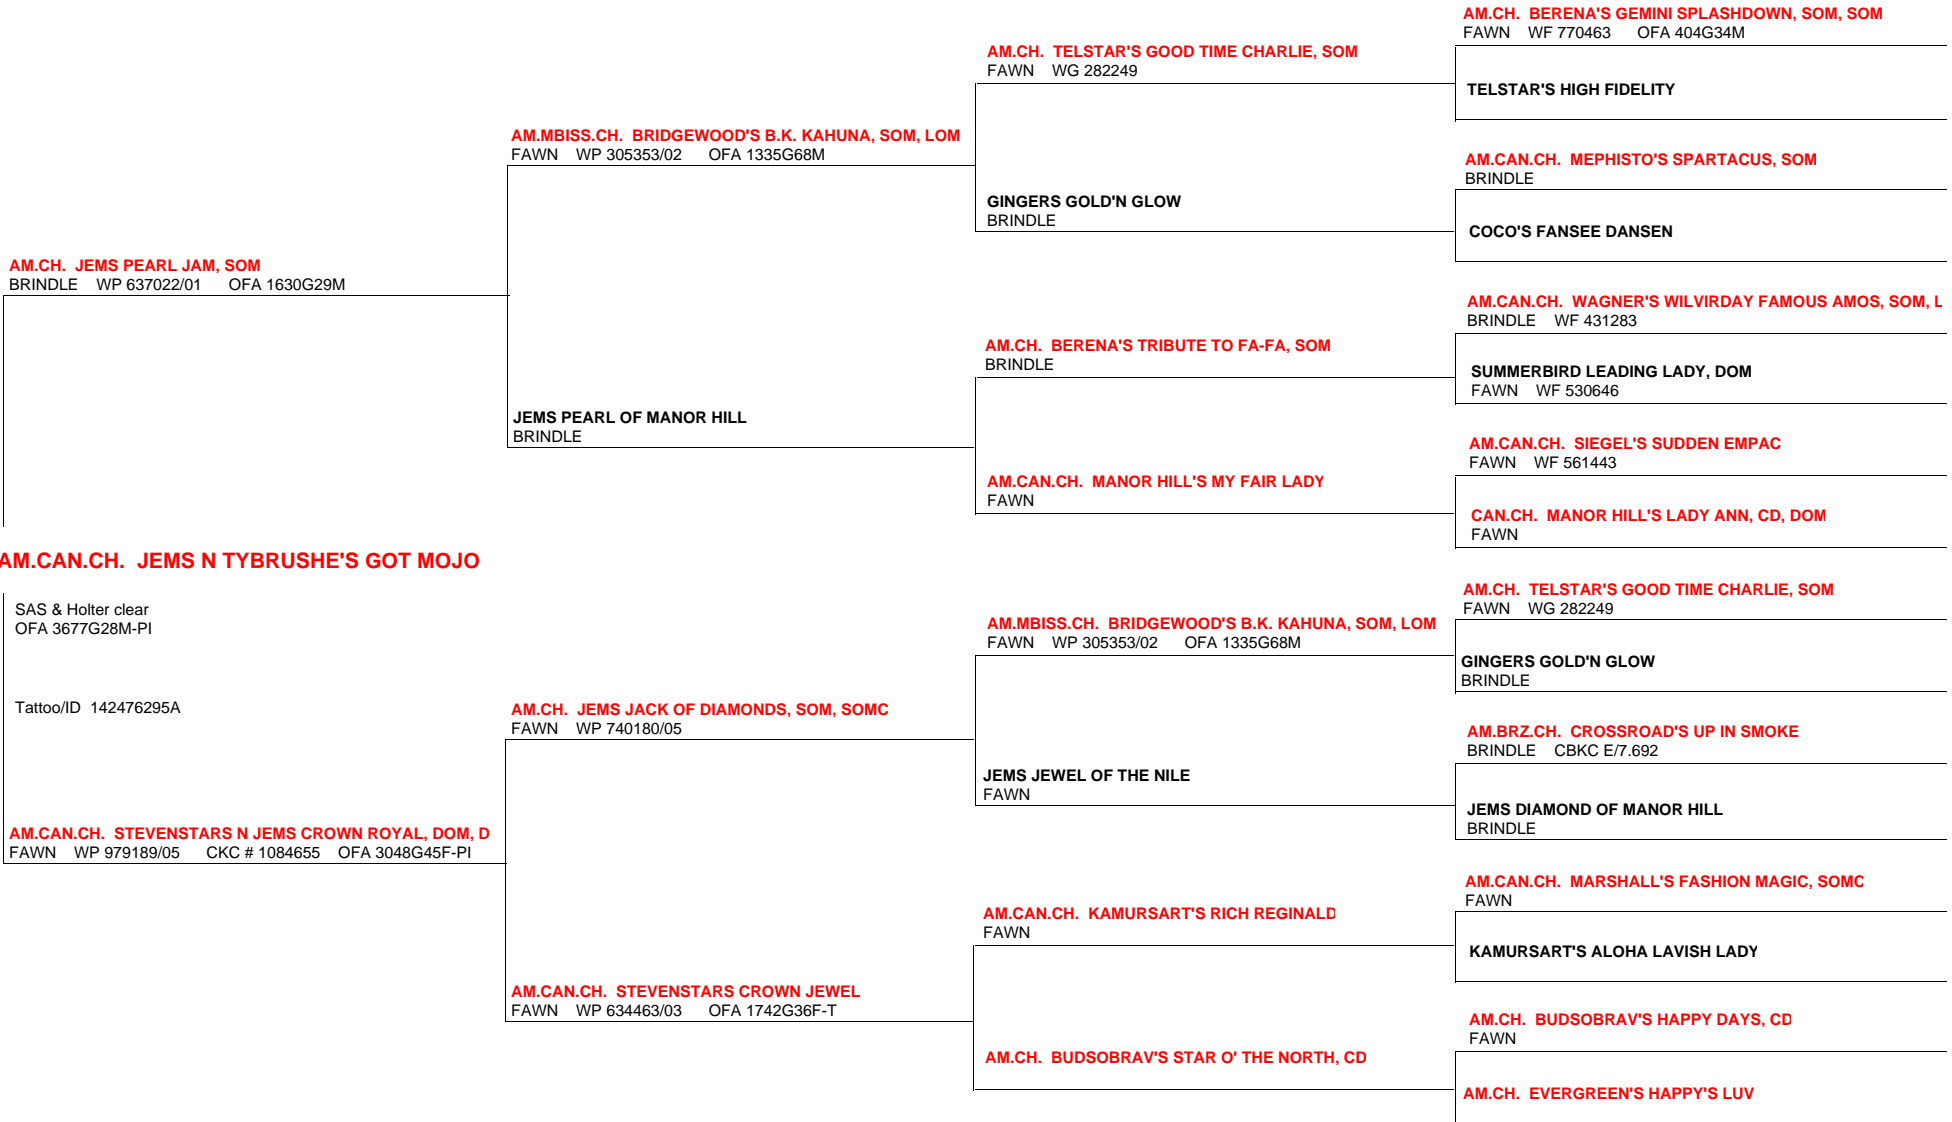 AM.CH. BERENA'S GEMINI SPLASHDOWN, SOM, SOM
FAWN WF 770463 OFA 404G34M
AM.CH. TELSTAR'S GOOD TIME CHARLIE, SOM
FAWN WG 282249
TELSTAR'S HIGH FIDELITY
AM.MBISS.CH. BRIDGEWOOD'S B.K. KAHUNA, SOM, LOM
FAWN WP 305353/02 OFA 1335G68M
AM.CAN.CH. MEPHISTO'S SPARTACUS, SOM
BRINDLE
GINGERS GOLD'N GLOW
BRINDLE
COCO'S FANSEE DANSEN
AM.CH. JEMS PEARL JAM, SOM
BRINDLE WP 637022/01 OFA 1630G29M
AM.CAN.CH. WAGNER'S WILVIRDAY FAMOUS AMOS, SOM, L
BRINDLE WF 431283
AM.CH. BERENA'S TRIBUTE TO FA-FA, SOM
BRINDLE
SUMMERBIRD LEADING LADY, DOM
FAWN WF 530646
JEMS PEARL OF MANOR HILL
BRINDLE
AM.CAN.CH. SIEGEL'S SUDDEN EMPAC
FAWN WF 561443
AM.CAN.CH. MANOR HILL'S MY FAIR LADY
FAWN
CAN.CH. MANOR HILL'S LADY ANN, CD, DOM
FAWN
AM.CAN.CH. JEMS N TYBRUSHE'S GOT MOJO
SAS & Holter clear
OFA 3677G28M-PI
Tattoo/ID 142476295A
AM.CH. TELSTAR'S GOOD TIME CHARLIE, SOM
FAWN WG 282249
AM.MBISS.CH. BRIDGEWOOD'S B.K. KAHUNA, SOM, LOM
FAWN WP 305353/02 OFA 1335G68M
GINGERS GOLD'N GLOW
BRINDLE
AM.CH. JEMS JACK OF DIAMONDS, SOM, SOMC
FAWN WP 740180/05
AM.BRZ.CH. CROSSROAD'S UP IN SMOKE
BRINDLE CBKC E/7.692
JEMS JEWEL OF THE NILE
FAWN
JEMS DIAMOND OF MANOR HILL
BRINDLE
AM.CAN.CH. STEVENSTARS N JEMS CROWN ROYAL, DOM, D
FAWN WP 979189/05 CKC # 1084655 OFA 3048G45F-PI
AM.CAN.CH. MARSHALL'S FASHION MAGIC, SOMC
FAWN
AM.CAN.CH. KAMURSART'S RICH REGINALD
FAWN
KAMURSART'S ALOHA LAVISH LADY
AM.CAN.CH. STEVENSTARS CROWN JEWEL
FAWN WP 634463/03 OFA 1742G36F-T
AM.CH. BUDSOBRAV'S HAPPY DAYS, CD
FAWN
AM.CH. BUDSOBRAV'S STAR O' THE NORTH, CD
AM.CH. EVERGREEN'S HAPPY'S LUV